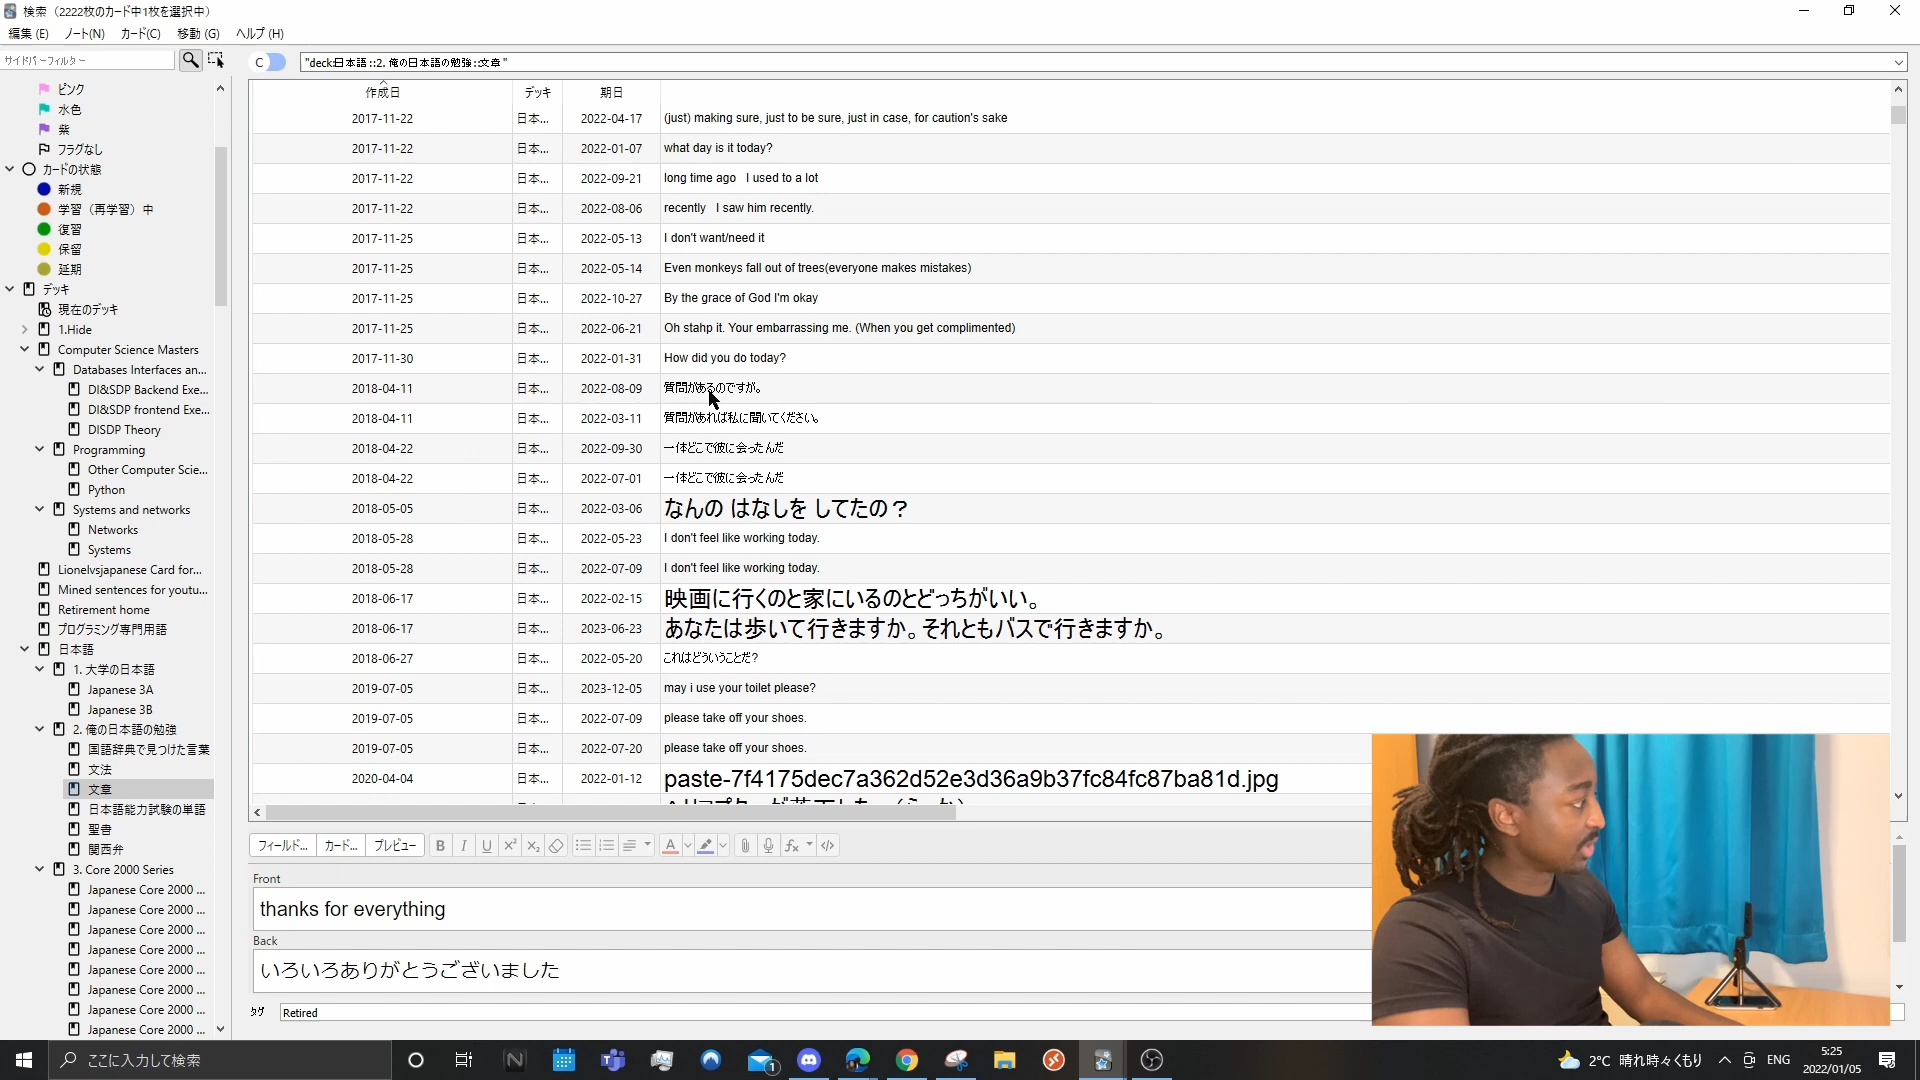 検索（2222枚のカード中1枚を選択中）
編集 (E) ノート(N) カード(C) 移動 (G) ヘルプ (H)
サイドバーフィルター
C
"deck:日本語::2. 俺の日本語の勉強::文章"
ピンク
水色
紫
フラグなし
カードの状態
新規
学習（再学習）中
復習
保留
延期
デッキ
現在のデッキ
1.Hide
Computer Science Masters
Databases Interfaces an...
DI&SDP Backend Exe...
DI&SDP frontend Exe...
DISDP Theory
Programming
Other Computer Scie...
Python
Systems and networks
Networks
Systems
Lionelvsjapanese Card for...
Mined sentences for youtu...
Retirement home
プログラミング専門用語
日本語
1. 大学の日本語
Japanese 3A
Japanese 3B
2. 俺の日本語の勉強
国語辞典で見つけた言葉
文法
文章
日本語能力試験の単語
聖書
関西弁
3. Core 2000 Series
Japanese Core 2000 ...
Japanese Core 2000 ...
Japanese Core 2000 ...
Japanese Core 2000 ...
Japanese Core 2000 ...
Japanese Core 2000 ...
Japanese Core 2000 ...
Japanese Core 2000 ...
作成日 デッキ 期日
2017-11-22 日本... 2022-04-17 (just) making sure, just to be sure, just in case, for caution's sake
2017-11-22 日本... 2022-01-07 what day is it today?
2017-11-22 日本... 2022-09-21 long time ago I used to a lot
2017-11-22 日本... 2022-08-06 recently I saw him recently.
2017-11-25 日本... 2022-05-13 I don't want/need it
2017-11-25 日本... 2022-05-14 Even monkeys fall out of trees(everyone makes mistakes)
2017-11-25 日本... 2022-10-27 By the grace of God I'm okay
2017-11-25 日本... 2022-06-21 Oh stahp it. Your embarrassing me. (When you get complimented)
2017-11-30 日本... 2022-01-31 How did you do today?
2018-04-11 日本... 2022-08-09 質問があるのですが。
2018-04-11 日本... 2022-03-11 質問があれば私に聞いてください。
2018-04-22 日本... 2022-09-30 一体どこで彼に会ったんだ
2018-04-22 日本... 2022-07-01 一体どこで彼に会ったんだ
2018-05-05 日本... 2022-03-06 なんの はなしを してたの？
2018-05-28 日本... 2022-05-23 I don't feel like working today.
2018-05-28 日本... 2022-07-09 I don't feel like working today.
2018-06-17 日本... 2022-02-15 映画に行くのと家にいるのとどっちがいい。
2018-06-17 日本... 2023-06-23 あなたは歩いて行きますか。それともバスで行きますか。
2018-06-27 日本... 2022-05-20 これはどういうことだ?
2019-07-05 日本... 2023-12-05 may i use your toilet please?
2019-07-05 日本... 2022-07-09 please take off your shoes.
2019-07-05 日本... 2022-07-20 please take off your shoes.
2020-04-04 日本... 2022-01-12 paste-7f4175dec7a362d52e3d36a9b37fc84fc87ba81d.jpg
フィールド... カード... プレビュー B I U x² x₂ A fx
Front
thanks for everything
Back
いろいろありがとうございました
タグ Retired
ここに入力して検索
N
1
2°C 晴れ時々くもり ENG
5:25
2022/01/05